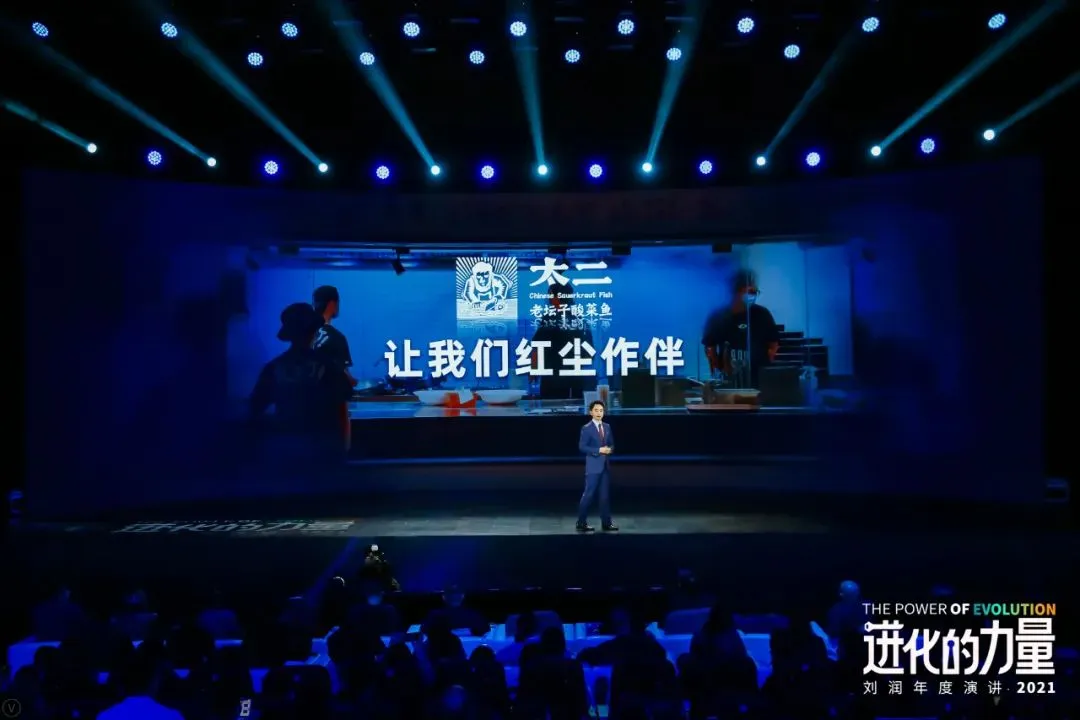 太二
Chinese Sauerkraut Fish
老坛子酸菜鱼
让我们红尘作伴
进化的力量
THE POWER OF EVOLUTION
进化的力量
刘润年度演讲·2021